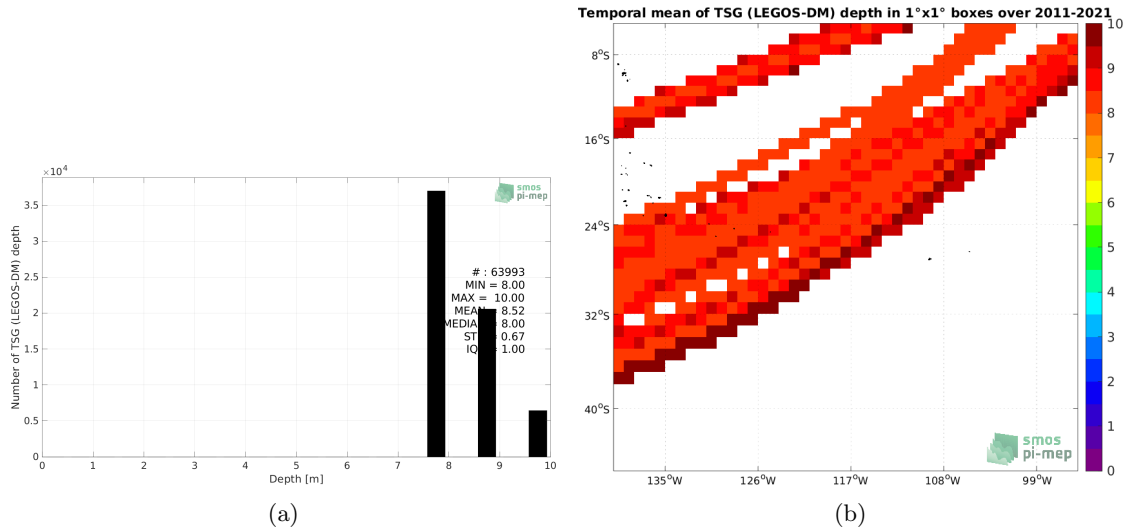 ×10⁴
3.5
3
2.5
2
1.5
1
0.5
0
Number of TSG (LEGOS-DM) depth
0 1 2 3 4 5 6 7 8 9 10
Depth [m]
smos
pi-mep
# : 63993
MIN = 8.00
MAX = 10.00
MEAN = 8.52
MEDIAN = 8.00
ST = 0.67
IQ = 1.00
(a)
Temporal mean of TSG (LEGOS-DM) depth in 1°x1° boxes over 2011-2021
8°S
16°S
24°S
32°S
40°S
135°W 126°W 117°W 108°W 99°W
smos
pi-mep
10
9
8
7
6
5
4
3
2
1
0
(b)